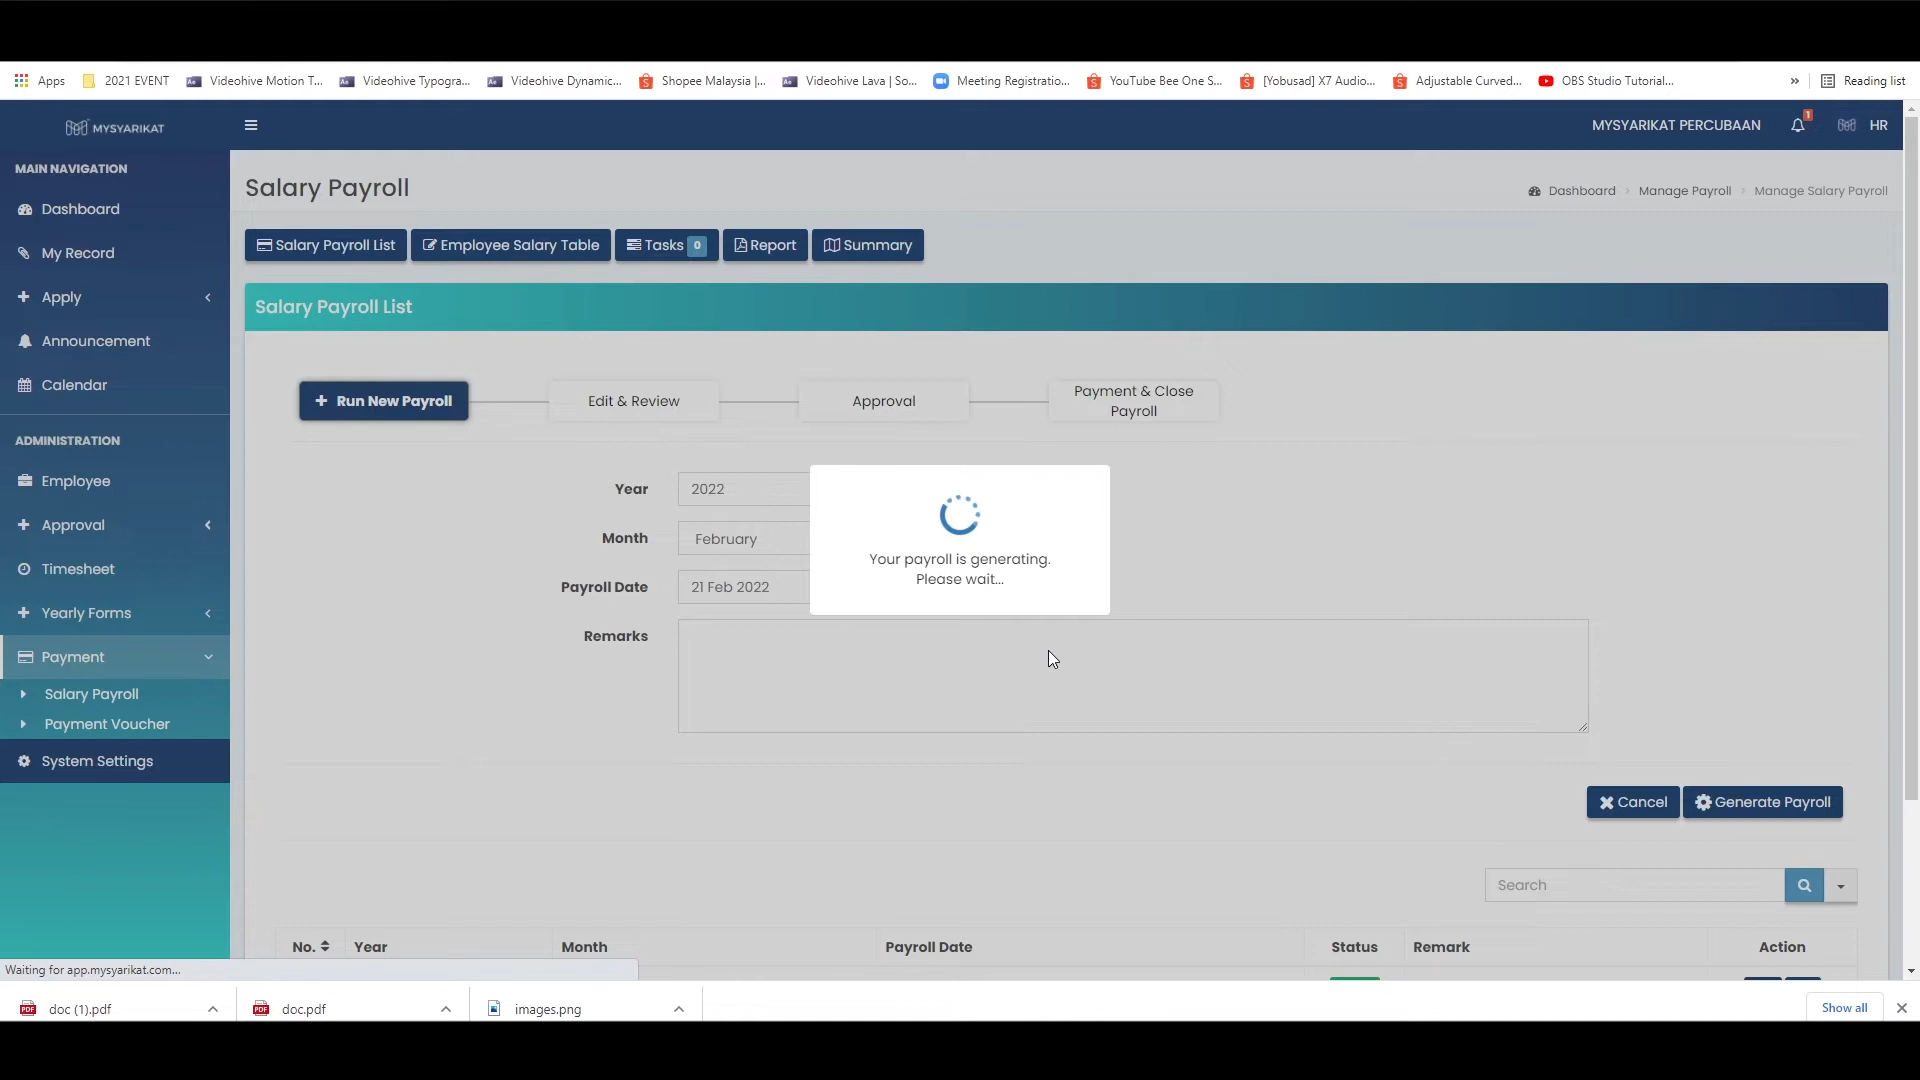 Apps
2021 EVENT
Videohive Motion T...
Videohive Typogra...
Videohive Dynamic...
Shopee Malaysia |...
Videohive Lava | So...
Meeting Registratio...
YouTube Bee One S...
[Yobusad] X7 Audio...
Adjustable Curved...
OBS Studio Tutorial...
»
Reading list
MYSYARIKAT
MYSYARIKAT PERCUBAAN
1
HR
MAIN NAVIGATION
Dashboard
My Record
Apply
Announcement
Calendar
ADMINISTRATION
Employee
Approval
Timesheet
Yearly Forms
Payment
Salary Payroll
Payment Voucher
System Settings
Salary Payroll
Dashboard
Manage Payroll
Manage Salary Payroll
Salary Payroll List
Employee Salary Table
Tasks 0
Report
Summary
Salary Payroll List
+ Run New Payroll
Edit & Review
Approval
Payment & Close
Payroll
Year
2022
Month
February
Payroll Date
21 Feb 2022
Remarks
Your payroll is generating.
Please wait...
Cancel
Generate Payroll
Search
No.
Year
Month
Payroll Date
Status
Remark
Action
Waiting for app.mysyarikat.com...
PDF
doc (1).pdf
PDF
doc.pdf
images.png
Show all